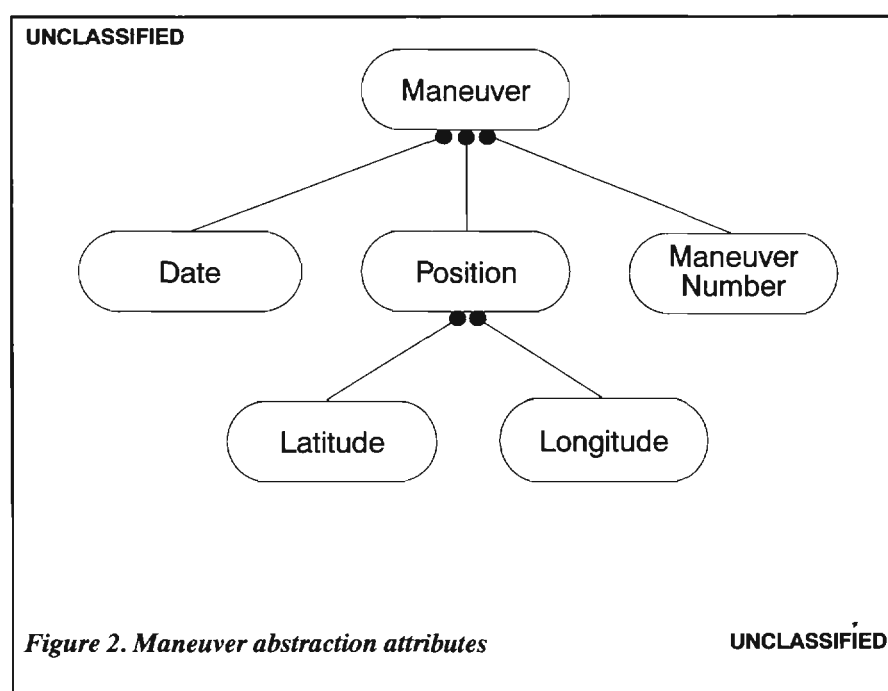 UNCLASSIFIED
Maneuver
Date
Position
Maneuver
Number
Latitude
Longitude
Figure 2. Maneuver abstraction attributes
UNCLASSIFIED